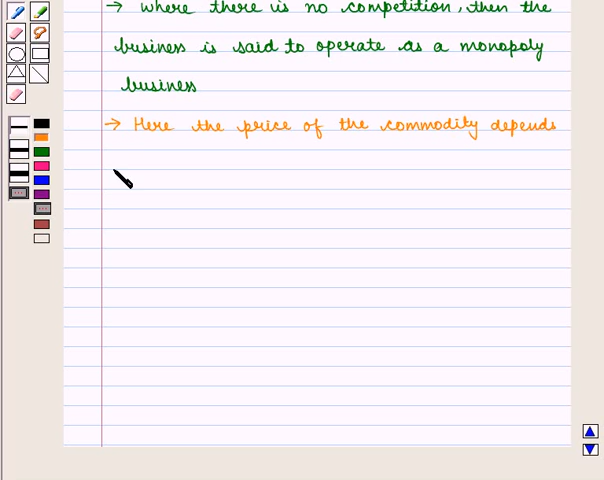 → where there is no competition, then the
business is said to operate as a monopoly
business
→ Here the price of the commodity depends